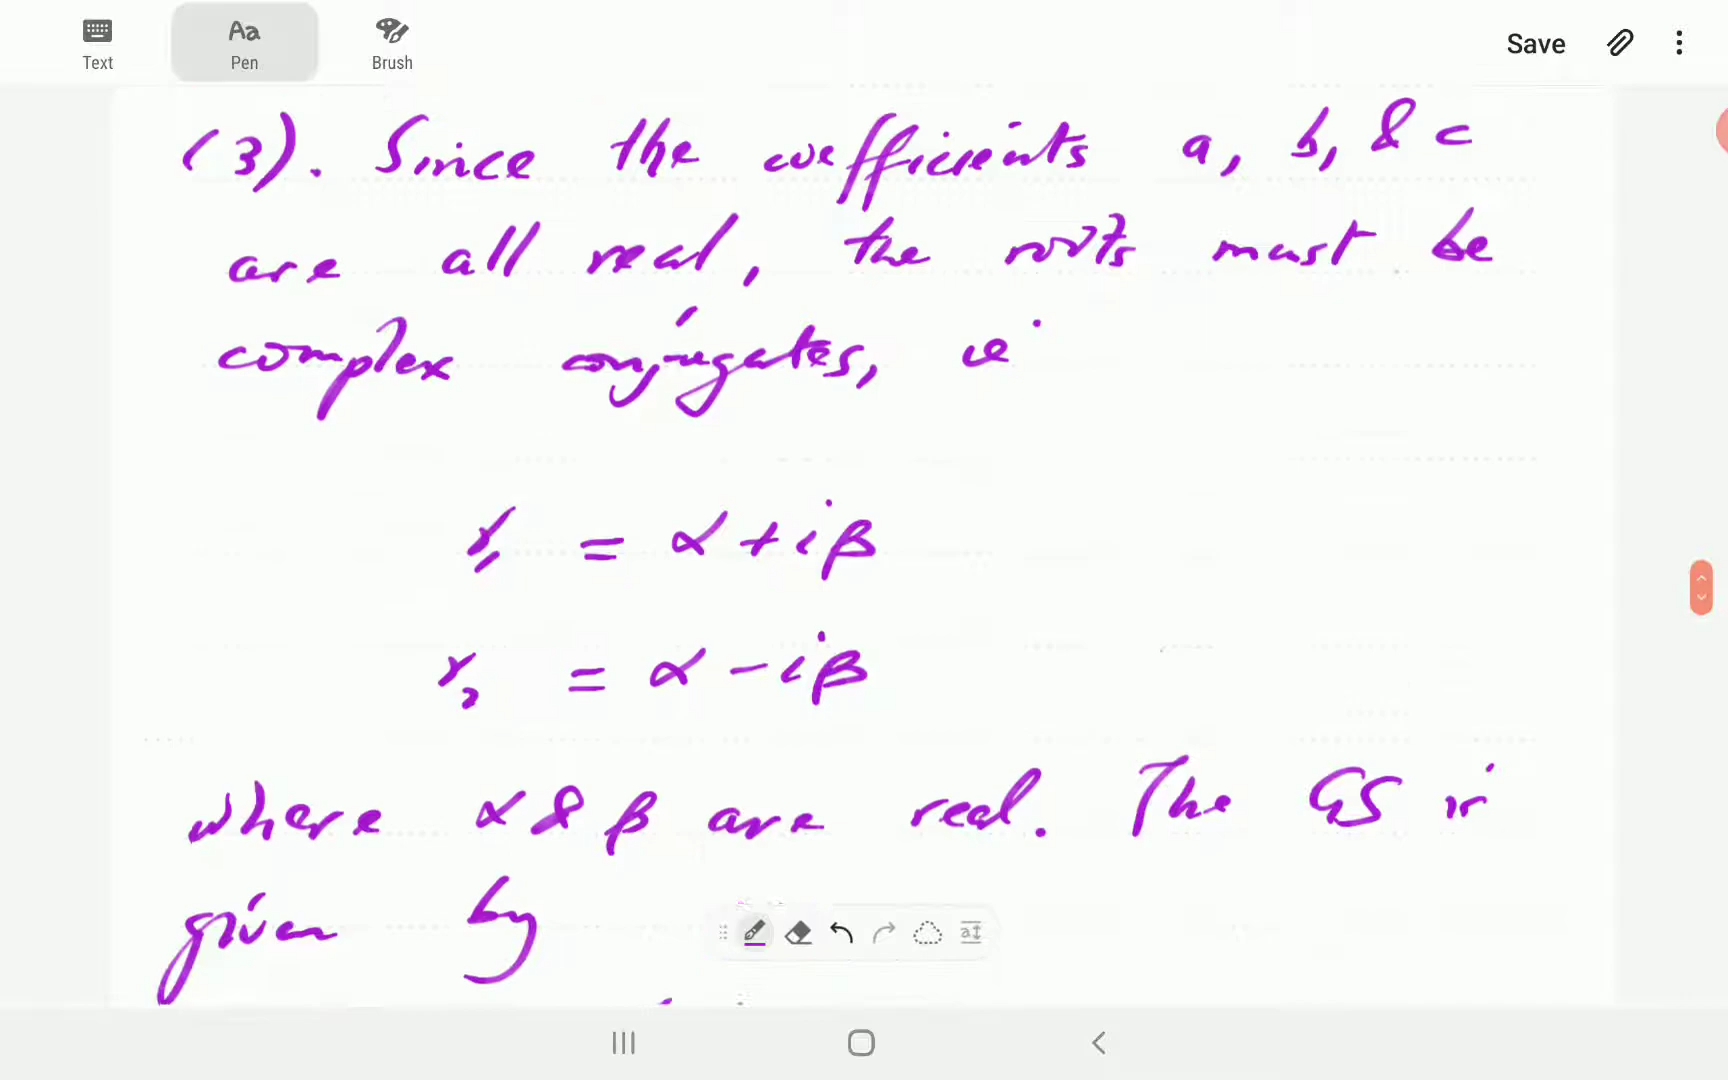 Text
Aa
Pen
Brush
Save
(3). Since the coefficients a, b, & c
are all real, the roots must be
complex conjugates, ie
r₁ = α + iβ
r₂ = α - iβ
where α & β are real. The GS is
given by